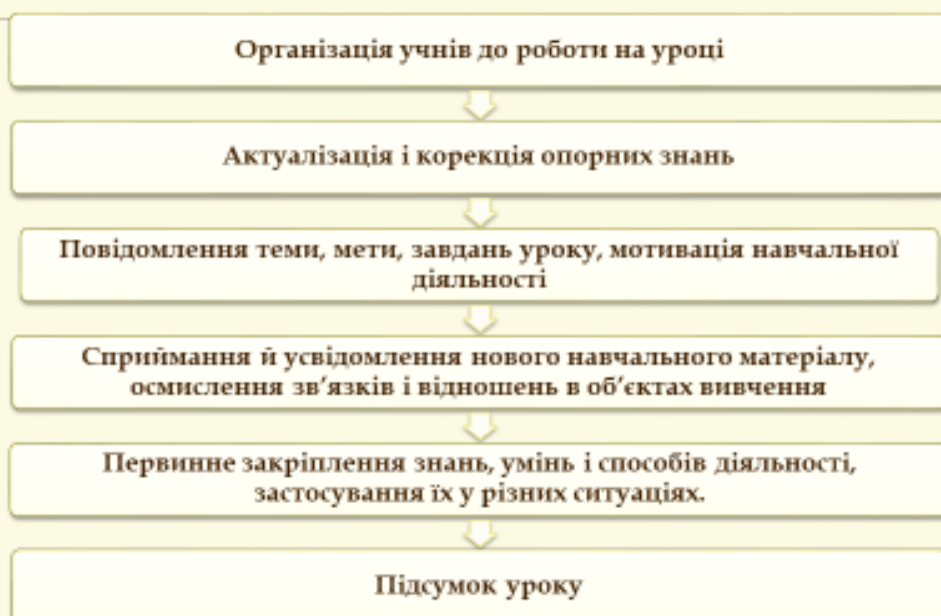 Організація учнів до роботи на уроці
Актуалізація і корекція опорних знань
Повідомлення теми, мети, завдань уроку, мотивація навчальної
діяльності
Сприймання й усвідомлення нового навчального матеріалу,
осмислення зв’язків і відношень в об’єктах вивчення
Первинне закріплення знань, умінь і способів діяльності,
застосування їх у різних ситуаціях.
Підсумок уроку